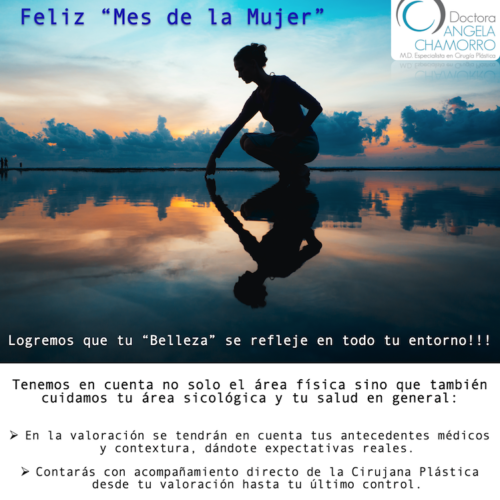 Feliz “Mes de la Mujer”
Doctora
ANGELA
CHAMORRO
M.D. Especialista en Cirugía Plástica
Logremos que tu “Belleza” se refleje en todo tu entorno!!!
Tenemos en cuenta no solo el área física sino que también
cuidamos tu área sicológica y tu salud en general:
➢ En la valoración se tendrán en cuenta tus antecedentes médicos
y contextura, dándote expectativas reales.
➢ Contarás con acompañamiento directo de la Cirujana Plástica
desde tu valoración hasta tu último control.